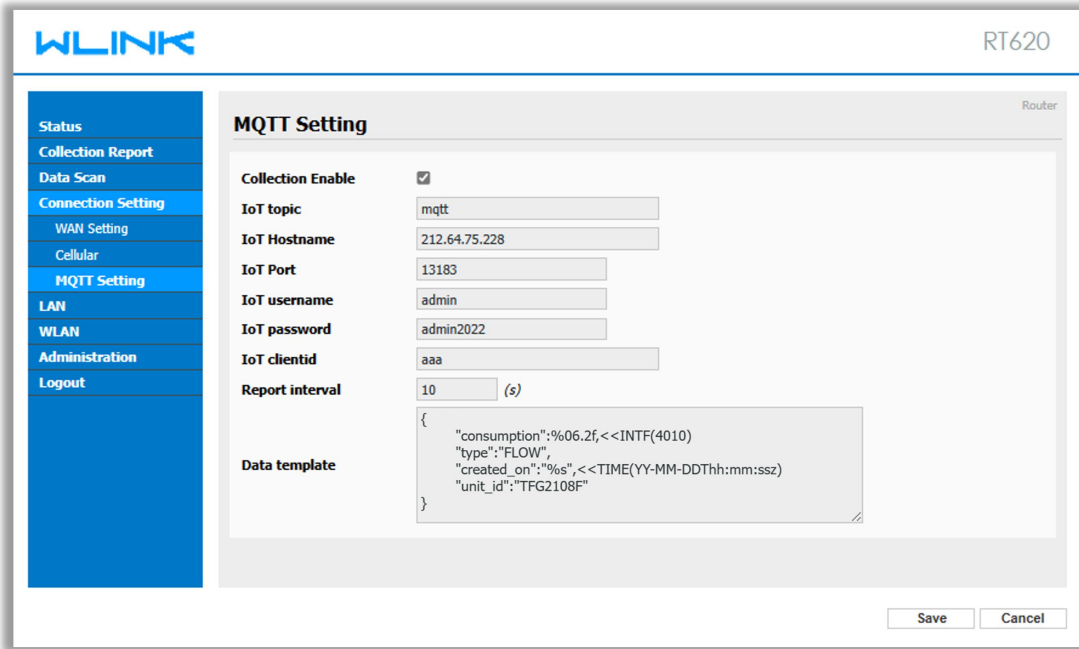 WLINK
RT620
Status
Collection Report
Data Scan
Connection Setting
WAN Setting
Cellular
MQTT Setting
LAN
WLAN
Administration
Logout
Router
MQTT Setting
Collection Enable
IoT topic mqtt
IoT Hostname 212.64.75.228
IoT Port 13183
IoT username admin
IoT password admin2022
IoT clientid aaa
Report interval 10 (s)
Data template
{
"consumption":%06.2f,<<INTF(4010)
"type":"FLOW",
"created_on":"%s",<<TIME(YY-MM-DDThh:mm:ssz)
"unit_id":"TFG2108F"
}
Save Cancel